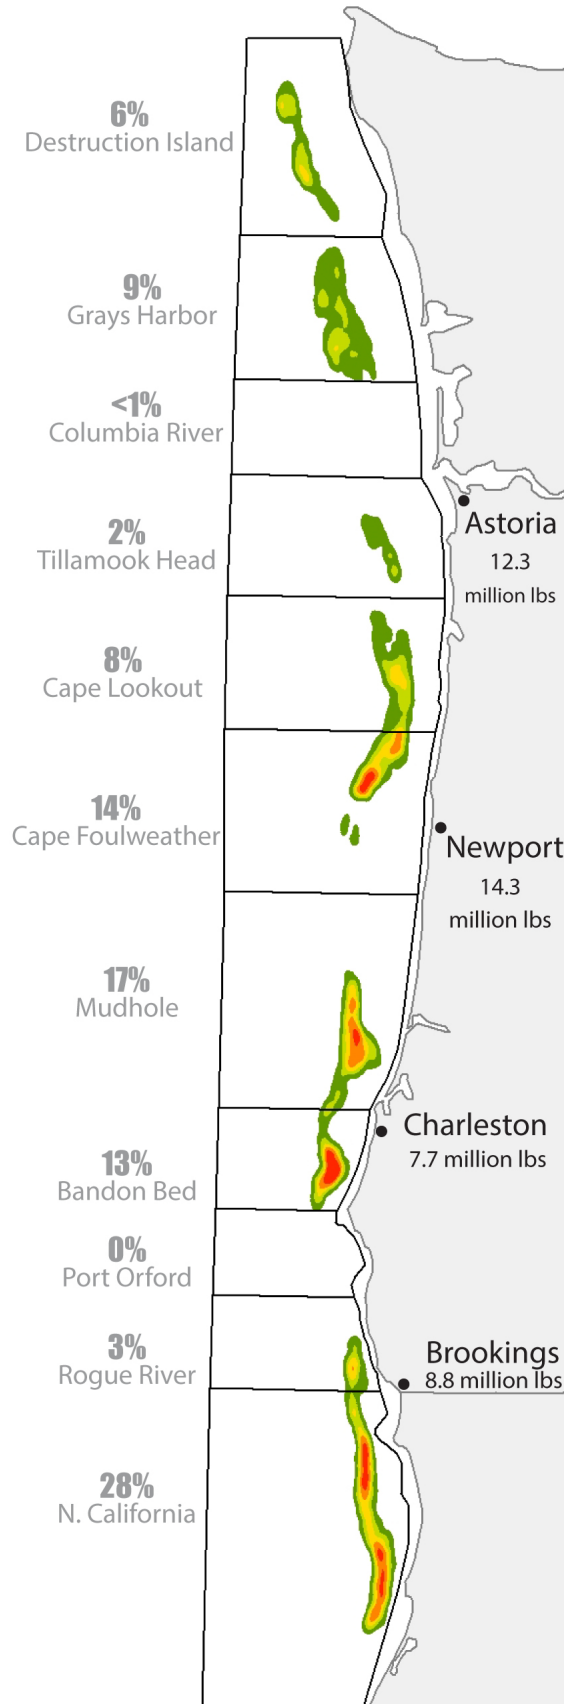 6%
Destruction Island
9%
Grays Harbor
<1%
Columbia River
Astoria
12.3
million lbs
2%
Tillamook Head
8%
Cape Lookout
14%
Cape Foulweather
Newport
14.3
million lbs
17%
Mudhole
Charleston
7.7 million lbs
13%
Bandon Bed
0%
Port Orford
3%
Rogue River
Brookings
8.8 million lbs
28%
N. California